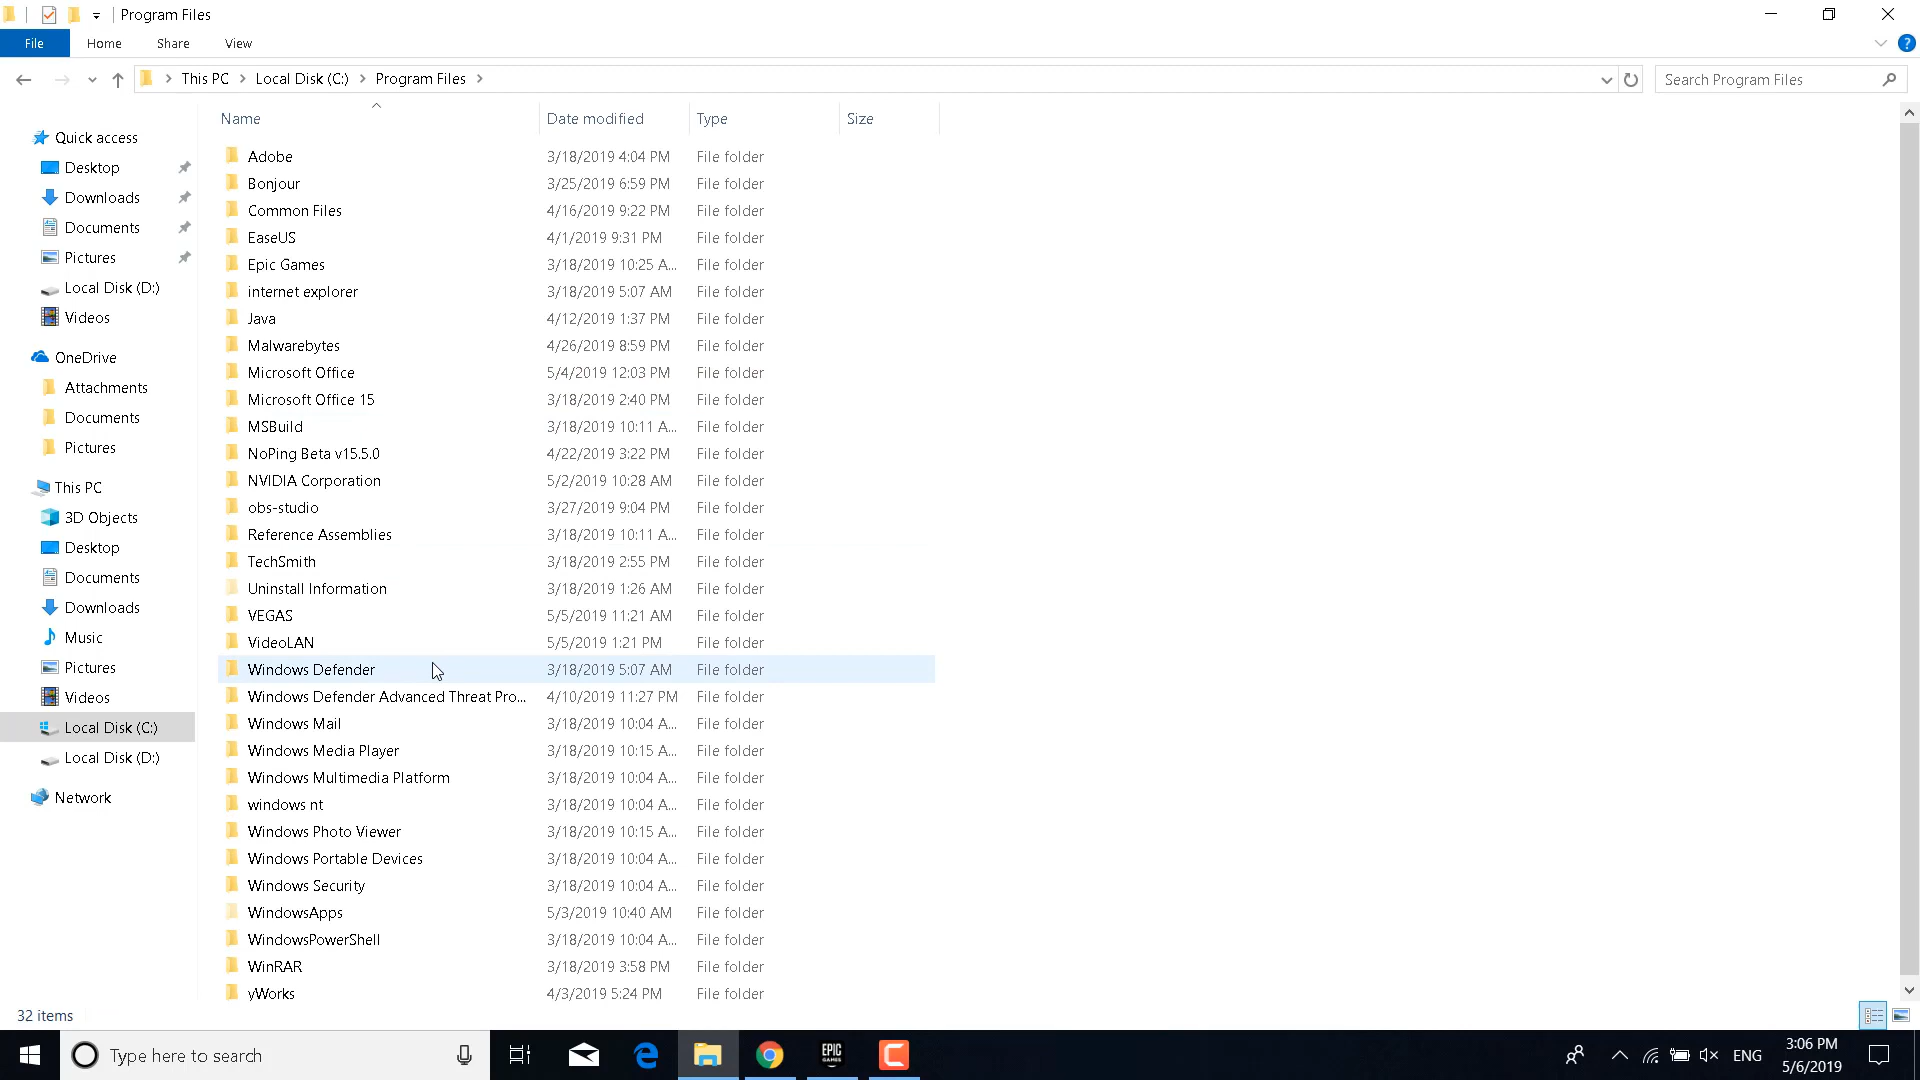 Program Files
File Home Share View
This PC Local Disk (C:) Program Files
Search Program Files
Name Date modified Type Size
Quick access
Desktop
Downloads
Documents
Pictures
Local Disk (D:)
Videos
OneDrive
Attachments
Documents
Pictures
This PC
3D Objects
Desktop
Documents
Downloads
Music
Pictures
Videos
Local Disk (C:)
Local Disk (D:)
Network
Adobe 3/18/2019 4:04 PM File folder
Bonjour 3/25/2019 6:59 PM File folder
Common Files 4/16/2019 9:22 PM File folder
EaseUS 4/1/2019 9:31 PM File folder
Epic Games 3/18/2019 10:25 A... File folder
internet explorer 3/18/2019 5:07 AM File folder
Java 4/12/2019 1:37 PM File folder
Malwarebytes 4/26/2019 8:59 PM File folder
Microsoft Office 5/4/2019 12:03 PM File folder
Microsoft Office 15 3/18/2019 2:40 PM File folder
MSBuild 3/18/2019 10:11 A... File folder
NoPing Beta v15.5.0 4/22/2019 3:22 PM File folder
NVIDIA Corporation 5/2/2019 10:28 AM File folder
obs-studio 3/27/2019 9:04 PM File folder
Reference Assemblies 3/18/2019 10:11 A... File folder
TechSmith 3/18/2019 2:55 PM File folder
Uninstall Information 3/18/2019 1:26 AM File folder
VEGAS 5/5/2019 11:21 AM File folder
VideoLAN 5/5/2019 1:21 PM File folder
Windows Defender 3/18/2019 5:07 AM File folder
Windows Defender Advanced Threat Pro... 4/10/2019 11:27 PM File folder
Windows Mail 3/18/2019 10:04 A... File folder
Windows Media Player 3/18/2019 10:15 A... File folder
Windows Multimedia Platform 3/18/2019 10:04 A... File folder
windows nt 3/18/2019 10:04 A... File folder
Windows Photo Viewer 3/18/2019 10:15 A... File folder
Windows Portable Devices 3/18/2019 10:04 A... File folder
Windows Security 3/18/2019 10:04 A... File folder
WindowsApps 5/3/2019 10:40 AM File folder
WindowsPowerShell 3/18/2019 10:04 A... File folder
WinRAR 3/18/2019 3:58 PM File folder
yWorks 4/3/2019 5:24 PM File folder
32 items
Type here to search
EPIC
GAMES
ENG
3:06 PM
5/6/2019